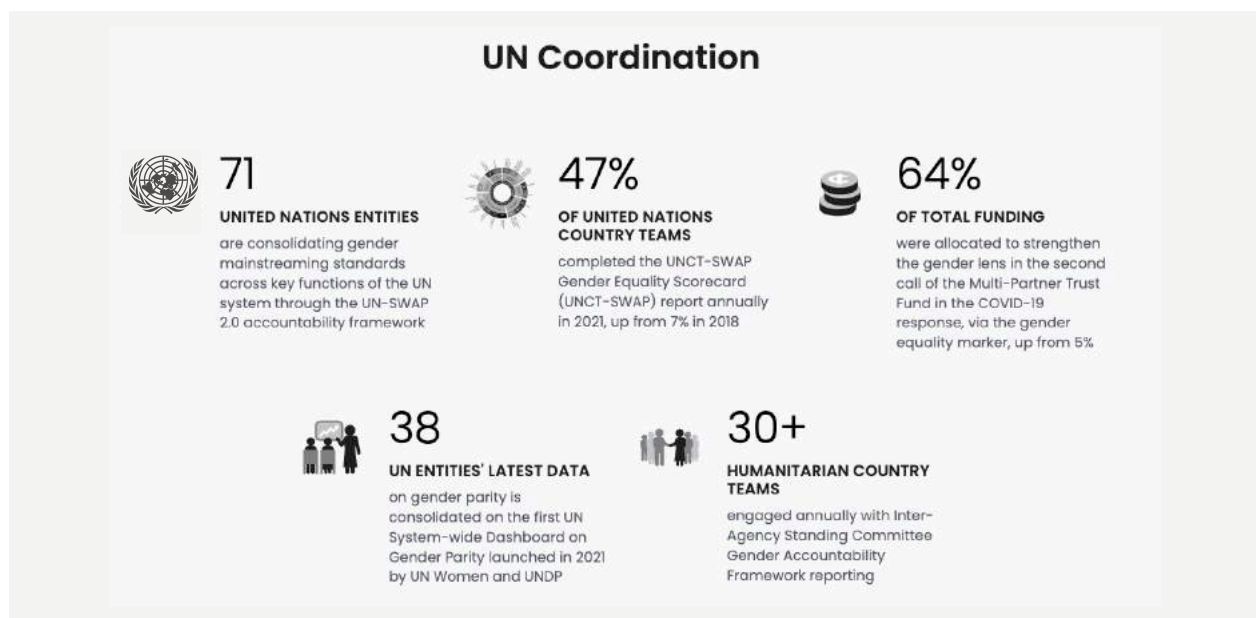 UN Coordination
71
UNITED NATIONS ENTITIES
are consolidating gender
mainstreaming standards
across key functions of the UN
system through the UN-SWAP
2.0 accountability framework
47%
OF UNITED NATIONS
COUNTRY TEAMS
completed the UNCT-SWAP
Gender Equality Scorecard
(UNCT-SWAP) report annually
in 2021, up from 7% in 2018
64%
OF TOTAL FUNDING
were allocated to strengthen
the gender lens in the second
call of the Multi-Partner Trust
Fund in the COVID-19
response, via the gender
equality marker, up from 5%
38
UN ENTITIES' LATEST DATA
on gender parity is
consolidated on the first UN
System-wide Dashboard on
Gender Parity launched in 2021
by UN Women and UNDP
30+
HUMANITARIAN COUNTRY
TEAMS
engaged annually with Inter-
Agency Standing Committee
Gender Accountability
Framework reporting